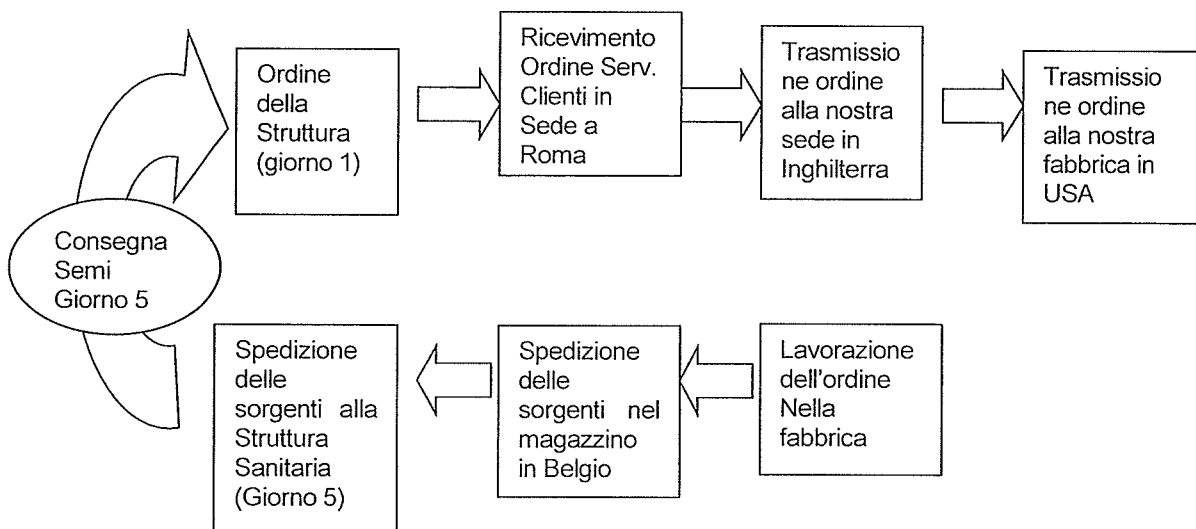 Ordine
della
Struttura
(giorno 1)
Ricevimento
Ordine Serv.
Clienti in
Sede a
Roma
Trasmissio
ne ordine
alla nostra
sede in
Inghilterra
Trasmissio
ne ordine
alla nostra
fabbrica in
USA
Consegna
Semi
Giorno 5
Spedizione
delle
sorgenti alla
Struttura
Sanitaria
(Giorno 5)
Spedizione
delle
sorgenti nel
magazzino
in Belgio
Lavorazione
dell'ordine
Nella
fabbrica